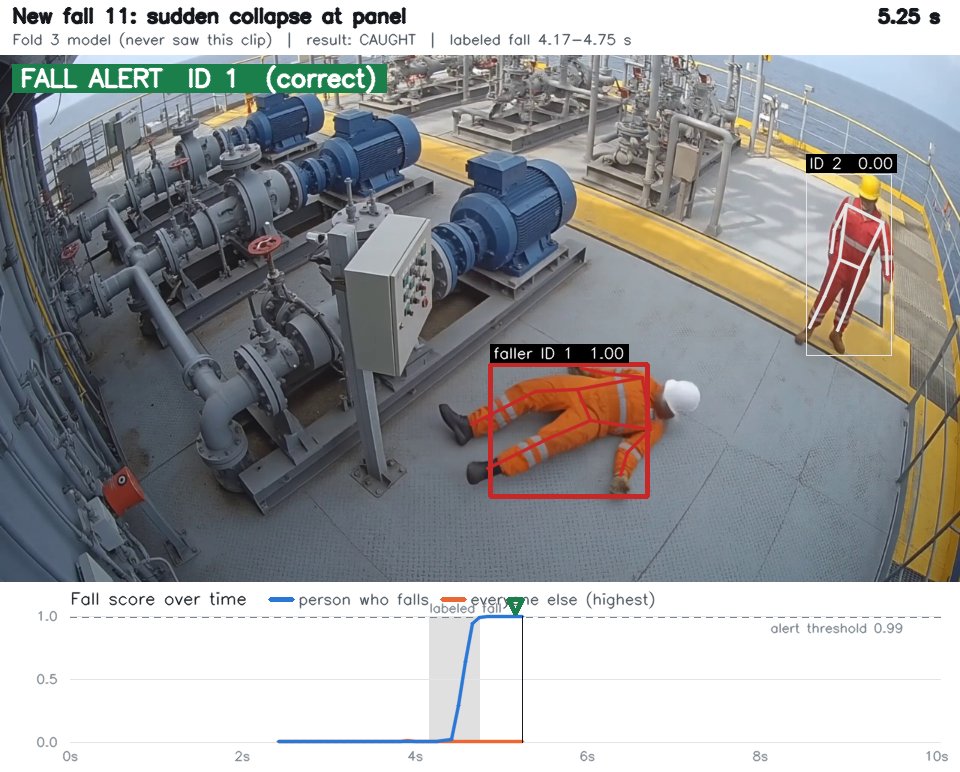 New fall 11: sudden collapse at panel
5.25 s
Fold 3 model (never saw this clip) | result: CAUGHT | labeled fall 4.17–4.75 s
FALL ALERT ID 1 (correct)
ID 2 0.00
faller ID 1 1.00
Fall score over time
person who falls
everyone else (highest)
labeled fall
1.0
alert threshold 0.99
0.5
0.0
0s 2s 4s 6s 8s 10s